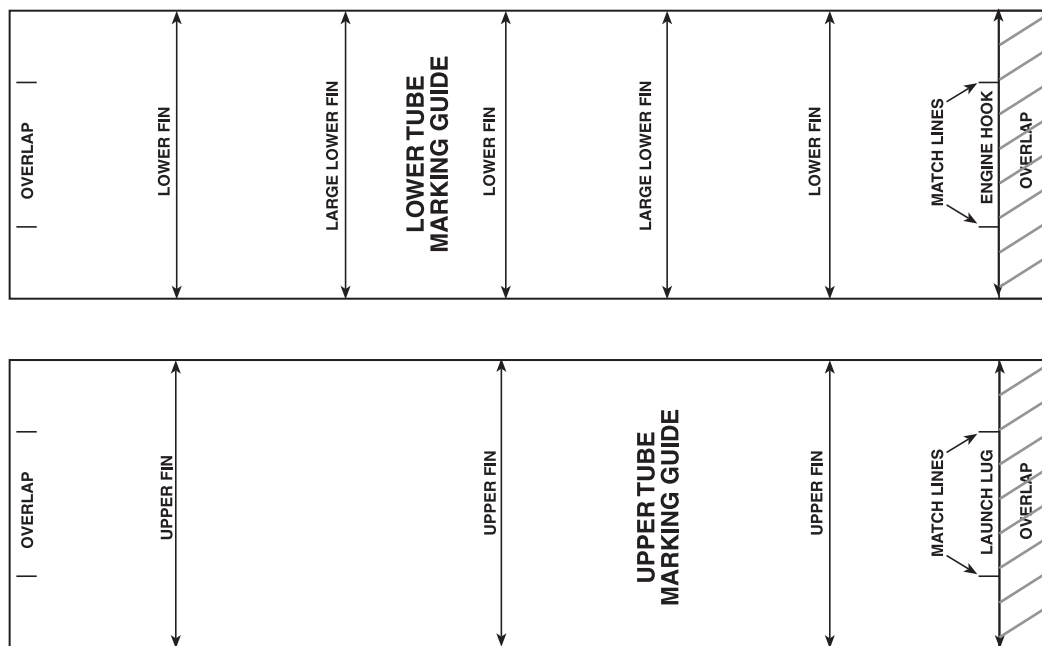 OVERLAP
LOWER FIN
LARGE LOWER FIN
LOWER TUBE
MARKING GUIDE
LOWER FIN
LARGE LOWER FIN
LOWER FIN
MATCH LINES
ENGINE HOOK
OVERLAP
OVERLAP
UPPER FIN
UPPER FIN
UPPER TUBE
MARKING GUIDE
UPPER FIN
MATCH LINES
LAUNCH LUG
OVERLAP